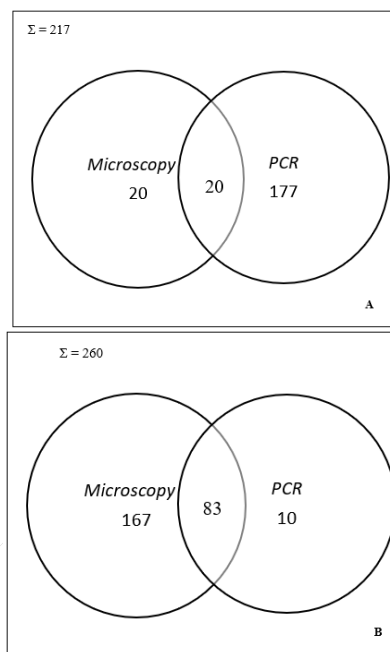 Σ = 217
Microscopy
20
20
PCR
177
A
Σ = 260
Microscopy
167
83
PCR
10
B